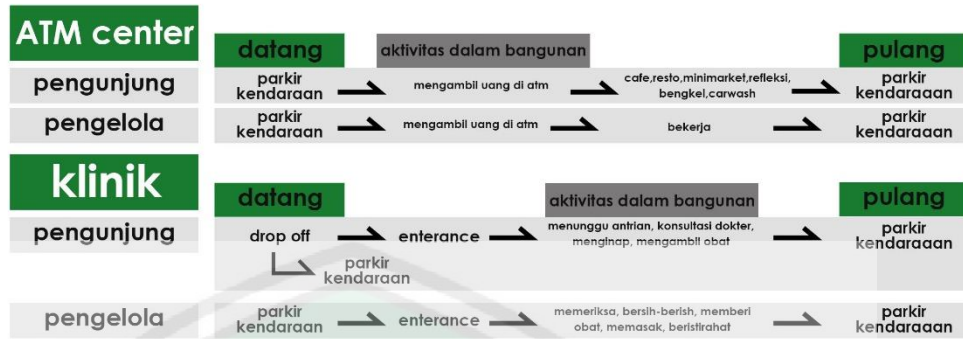 ATM center
datang
aktivitas dalam bangunan
pulang
pengunjung
parkir
kendaraan
mengambil uang di atm
cafe,resto,minimarket,refleksi,
bengkel,carwash
parkir
kendaraaan
pengelola
parkir
kendaraan
mengambil uang di atm
bekerja
parkir
kendaraaan
klinik
datang
aktivitas dalam bangunan
pulang
pengunjung
drop off
enterance
menunggu antrian, konsultasi dokter,
menginap, mengambil obat
parkir
kendaraaan
parkir
kendaraan
pengelola
parkir
kendaraan
enterance
memeriksa, bersih-berish, memberi
obat, memasak, beristirahat
parkir
kendaraan